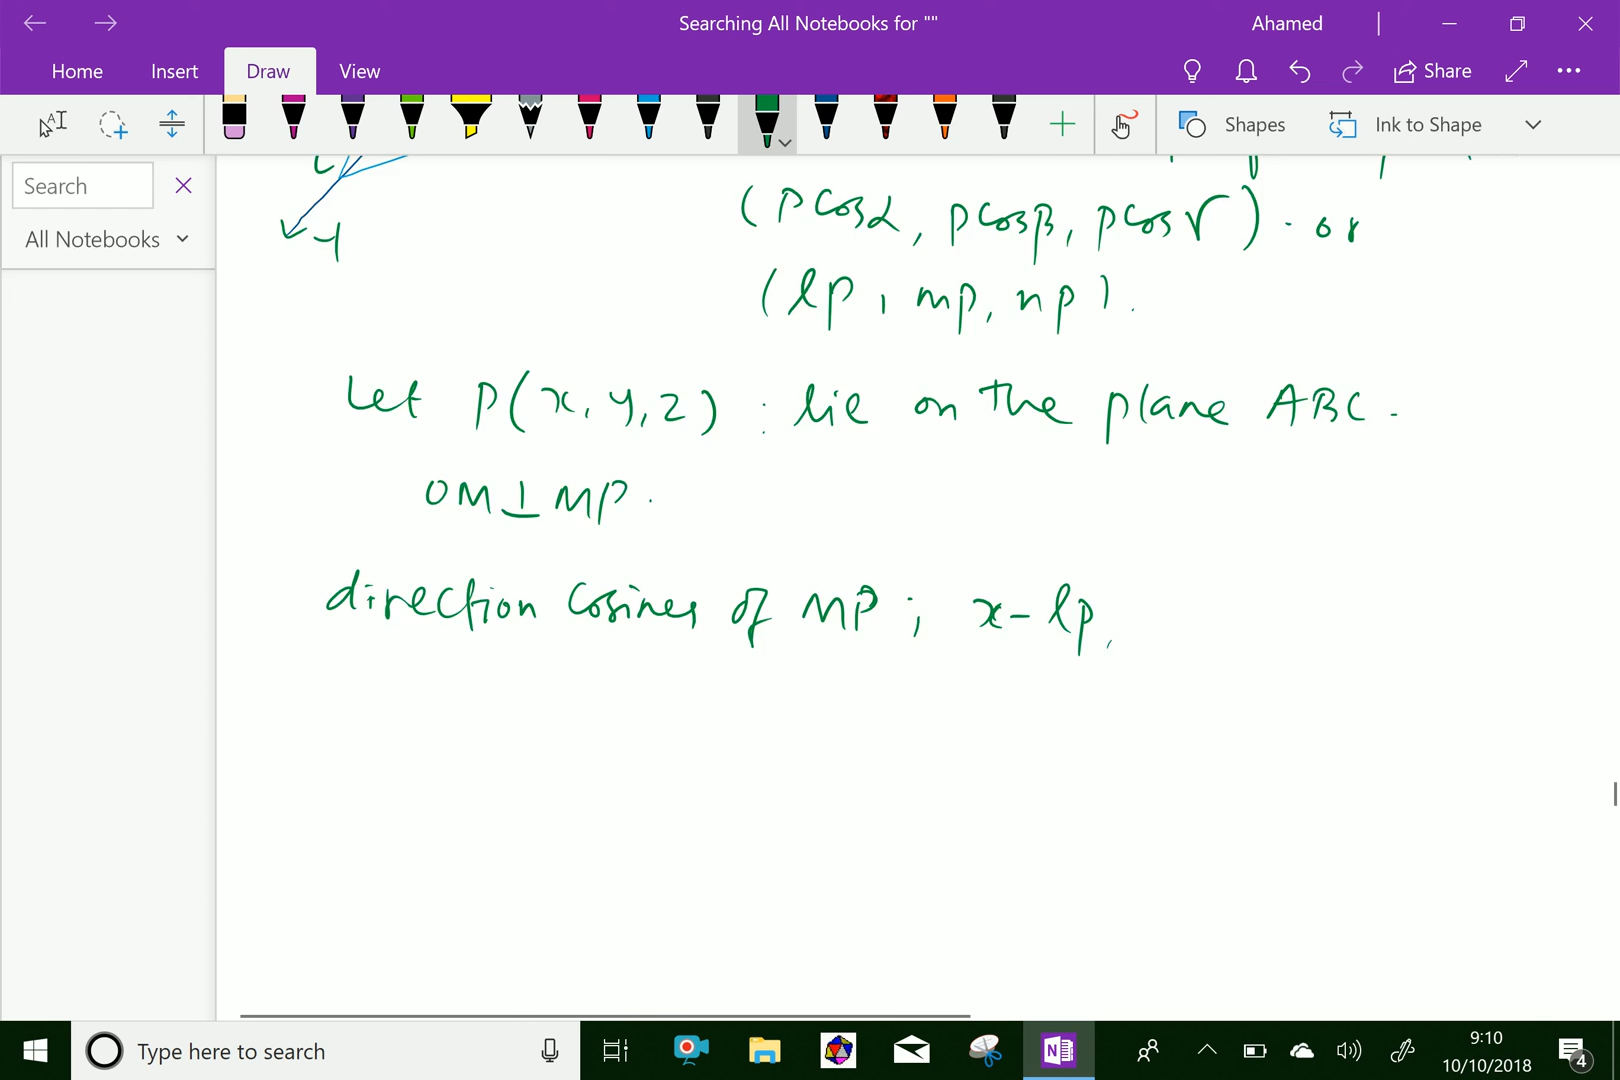 Searching All Notebooks for ""
Ahamed
Home Insert Draw View
Share
Shapes Ink to Shape
Search
All Notebooks
(pcosα, pcosβ, pcosγ). or
(lp, mp, np).
Let P(x, y, z) : lie on the plane ABC.
OM ⊥ MP.
direction cosines of MP; x - lp,
Type here to search
9:10
10/10/2018
4